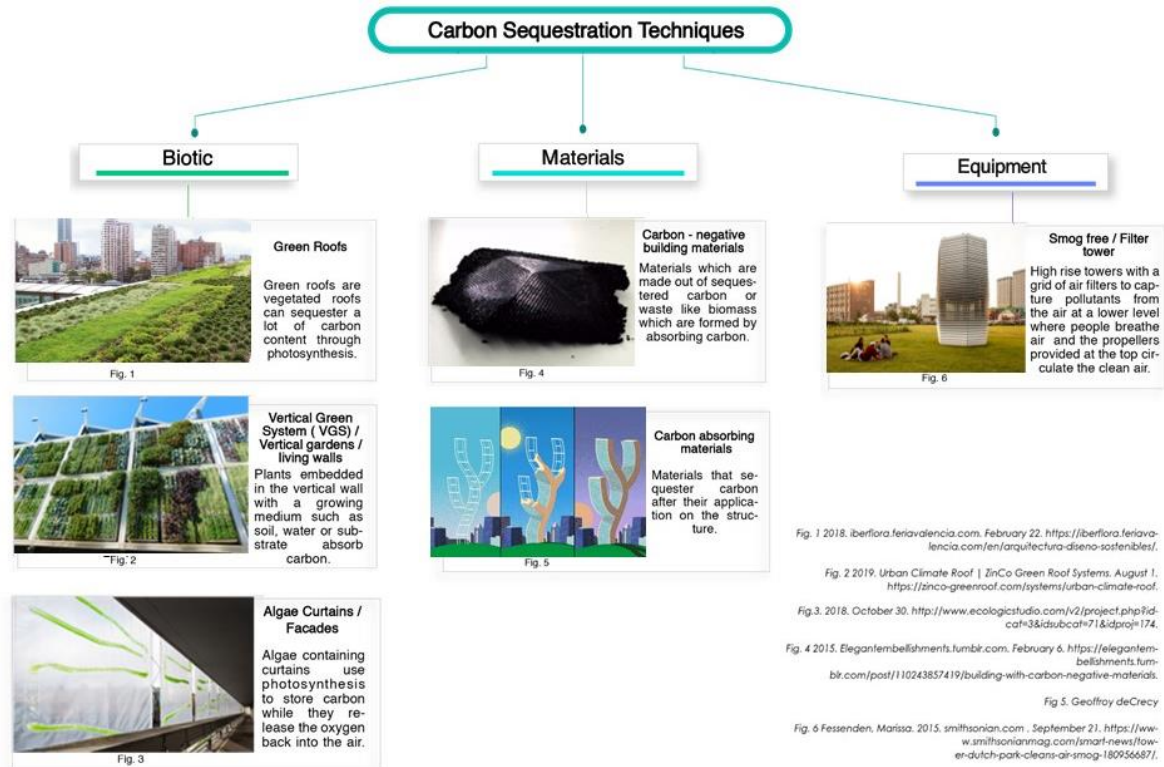 Carbon Sequestration Techniques
Biotic
Materials
Equipment
Green Roofs
Green roofs are
vegetated roofs
can sequester a
lot of carbon
content through
photosynthesis.
Fig. 1
Vertical Green
System ( VGS) /
Vertical gardens /
living walls
Plants embedded
in the vertical wall
with a growing
medium such as
soil, water or sub-
strate absorb
carbon.
Fig. 2
Algae Curtains /
Facades
Algae containing
curtains use
photosynthesis
to store carbon
while they re-
lease the oxygen
back into the air.
Fig. 3
Carbon - negative
building materials
Materials which are
made out of seques-
tered carbon or
waste like biomass
which are formed by
absorbing carbon.
Fig. 4
Carbon absorbing
materials
Materials that se-
quester carbon
after their applica-
tion on the struc-
ture.
Fig. 5
Smog free / Filter
tower
High rise towers with a
grid of air filters to cap-
ture pollutants from
the air at a lower level
where people breathe
air and the propellers
provided at the top cir-
culate the clean air.
Fig. 6
Fig. 1 2018. iberflora.feriavalencia.com. February 22. https://iberflora.feriava-
lencia.com/en/arquitectura-diseno-sostenibles/.
Fig. 2 2019. Urban Climate Roof | ZinCo Green Roof Systems. August 1.
https://zinco-greenroof.com/systems/urban-climate-roof.
Fig.3. 2018. October 30. http://www.ecologicstudio.com/v2/project.php?id-
cat=3&idsubcat=71&idproj=174.
Fig. 4 2015. Elegantembellishments.tumblr.com. February 6. https://elegantem-
bellishments.tum-
blr.com/post/110243857419/building-with-carbon-negative-materials.
Fig 5. Geoffroy deCrecy
Fig. 6 Fessenden, Marissa. 2015. smithsonian.com . September 21. https://ww-
w.smithsonianmag.com/smart-news/tow-
er-dutch-park-cleans-air-smog-180956687/.